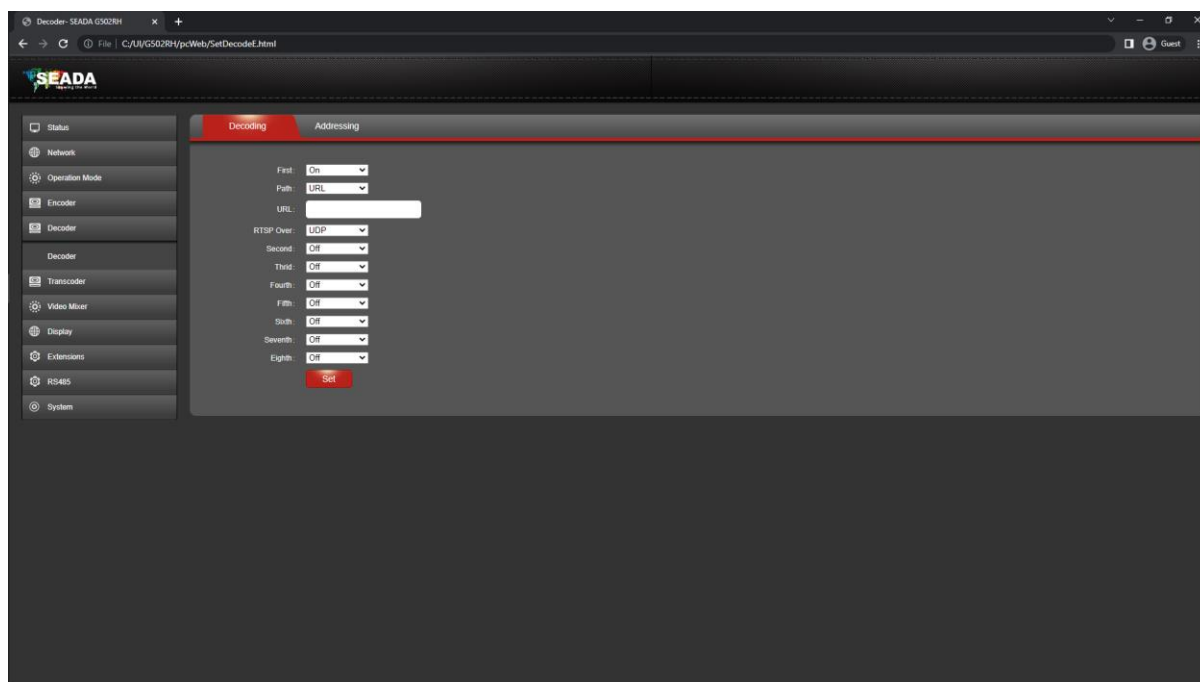 Decoder- SEADA G502RH
File | C:/UI/G502RH/pcWeb/SetDecodeE.html
Guest
SEADA
Status
Network
Operation Mode
Encoder
Decoder
Decoder
Transcoder
Video Mixer
Display
Extensions
RS485
System
Decoding Addressing
First: On
Path: URL
URL:
RTSP Over: UDP
Second: Off
Thrid: Off
Fourth: Off
Fifth: Off
Sixth: Off
Seventh: Off
Eighth: Off
Set